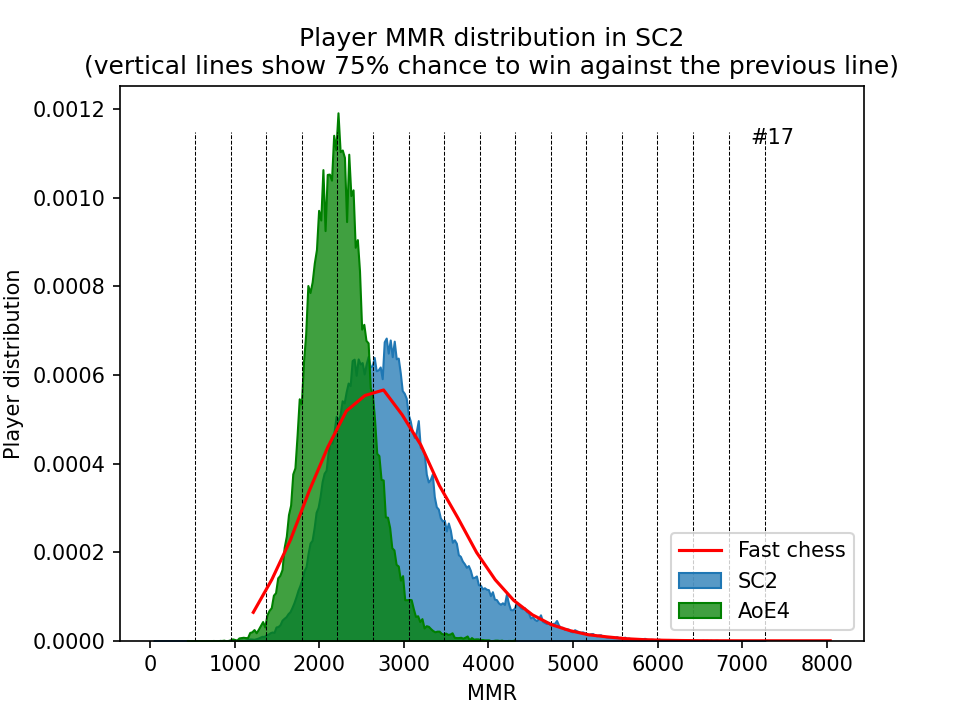 Player MMR distribution in SC2
(vertical lines show 75% chance to win against the previous line)
0.0012
#17
0.0010
0.0008
Player distribution
0.0006
0.0004
0.0002
0.0000
Fast chess
SC2
AoE4
0 1000 2000 3000 4000 5000 6000 7000 8000
MMR